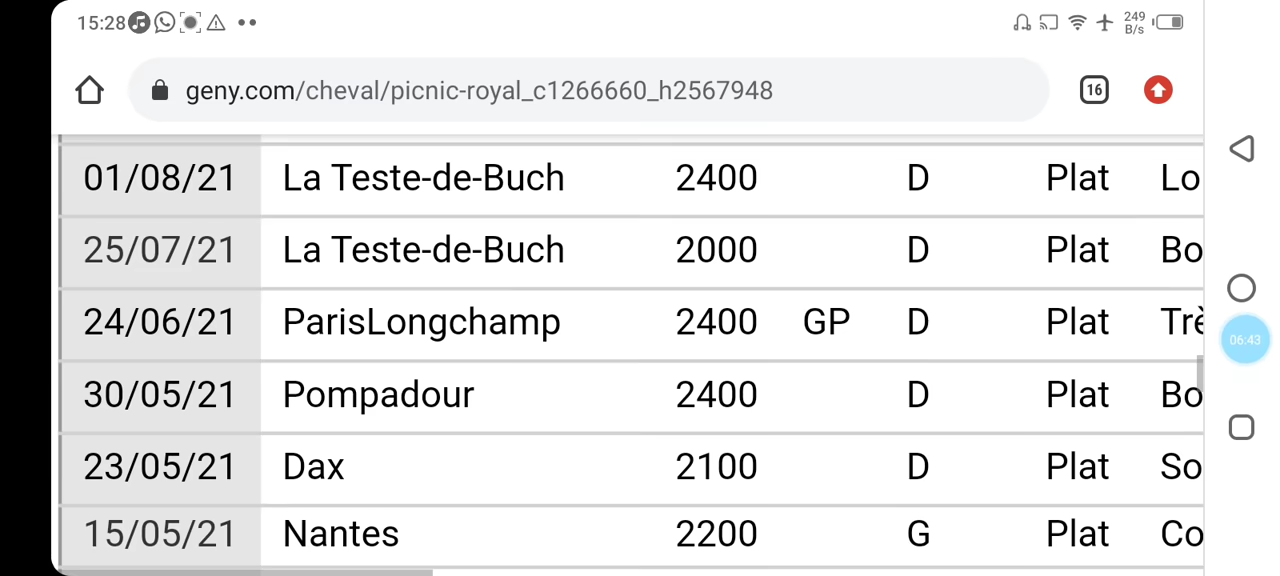 15:28 249 B/s
geny.com/cheval/picnic-royal_c1266660_h2567948 16
01/08/21 La Teste-de-Buch 2400 D Plat Lo
25/07/21 La Teste-de-Buch 2000 D Plat Bo
24/06/21 ParisLongchamp 2400 GP D Plat Trè
06:43
30/05/21 Pompadour 2400 D Plat Bo
23/05/21 Dax 2100 D Plat So
15/05/21 Nantes 2200 G Plat Co